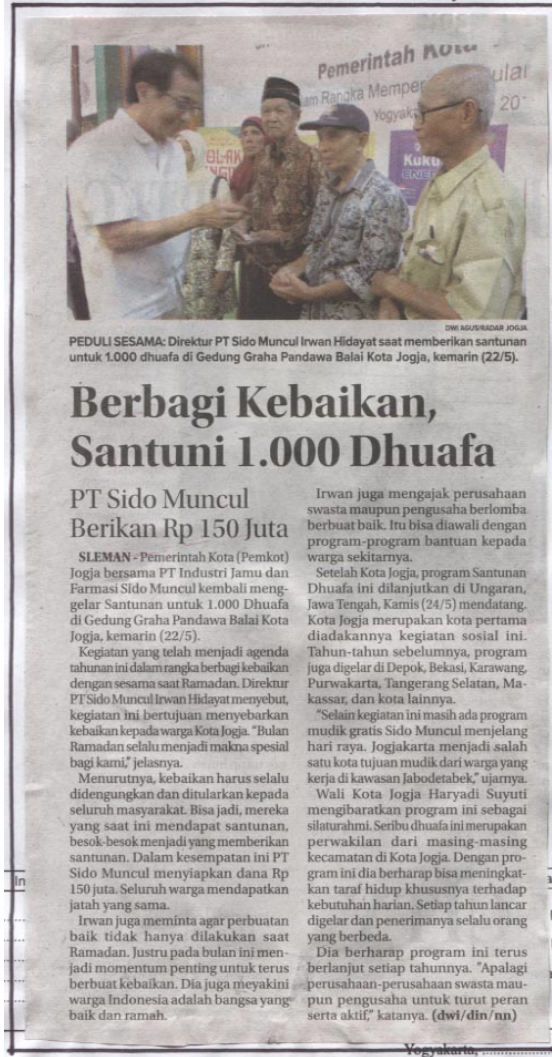 Pemerintah Kota
Yogyakarta
DWI AGUS/RADAR JOGJA
PEDULI SESAMA: Direktur PT Sido Muncul Irwan Hidayat saat memberikan santunan
untuk 1.000 dhuafa di Gedung Graha Pandawa Balai Kota Jogja, kemarin (22/5).
Berbagi Kebaikan,
Santuni 1.000 Dhuafa
PT Sido Muncul
Berikan Rp 150 Juta
SLEMAN - Pemerintah Kota (Pemkot)
Jogja bersama PT Industri Jamu dan
Farmasi Sido Muncul kembali meng-
gelar Santunan untuk 1.000 Dhuafa
di Gedung Graha Pandawa Balai Kota
Jogja, kemarin (22/5).
Kegiatan yang telah menjadi agenda
tahunan ini dalam rangka berbagi kebaikan
dengan sesama saat Ramadan. Direktur
PT Sido Muncul Irwan Hidayat menyebut,
kegiatan ini bertujuan menyebarkan
kebaikan kepada warga Kota Jogja. "Bulan
Ramadan selalu menjadi makna spesial
bagi kami," jelasnya.
Menurutnya, kebaikan harus selalu
didengungkan dan ditularkan kepada
seluruh masyarakat. Bisa jadi, mereka
yang saat ini mendapat santunan,
besok-besok menjadi yang memberikan
santunan. Dalam kesempatan ini PT
Sido Muncul menyiapkan dana Rp
150 juta. Seluruh warga mendapatkan
jatah yang sama.
Irwan juga meminta agar perbuatan
baik tidak hanya dilakukan saat
Ramadan. Justru pada bulan ini men-
jadi momentum penting untuk terus
berbuat kebaikan. Dia juga meyakini
warga Indonesia adalah bangsa yang
baik dan ramah.
Irwan juga mengajak perusahaan
swasta maupun pengusaha berlomba
berbuat baik. Itu bisa diawali dengan
program-program bantuan kepada
warga sekitarnya.
Setelah Kota Jogja, program Santunan
Dhuafa ini dilanjutkan di Ungaran,
Jawa Tengah, Kamis (24/5) mendatang.
Kota Jogja merupakan kota pertama
diadakannya kegiatan sosial ini.
Tahun-tahun sebelumnya, program
juga digelar di Depok, Bekasi, Karawang,
Purwakarta, Tangerang Selatan, Ma-
kassar, dan kota lainnya.
"Selain kegiatan ini masih ada program
mudik gratis Sido Muncul menjelang
hari raya. Jogjakarta menjadi salah
satu kota tujuan mudik dari warga yang
kerja di kawasan Jabodetabek," ujarnya.
Wali Kota Jogja Haryadi Suyuti
mengibaratkan program ini sebagai
silaturahmi. Seribu dhuafa ini merupakan
perwakilan dari masing-masing
kecamatan di Kota Jogja. Dengan pro-
gram ini dia berharap bisa meningkat-
kan taraf hidup khususnya terhadap
kebutuhan harian. Setiap tahun lancar
digelar dan penerimanya selalu orang
yang berbeda.
Dia berharap program ini terus
berlanjut setiap tahunnya. "Apalagi
perusahaan-perusahaan swasta mau-
pun pengusaha untuk turut peran
serta aktif," katanya. (dwi/din/nn)
Yogyakarta,